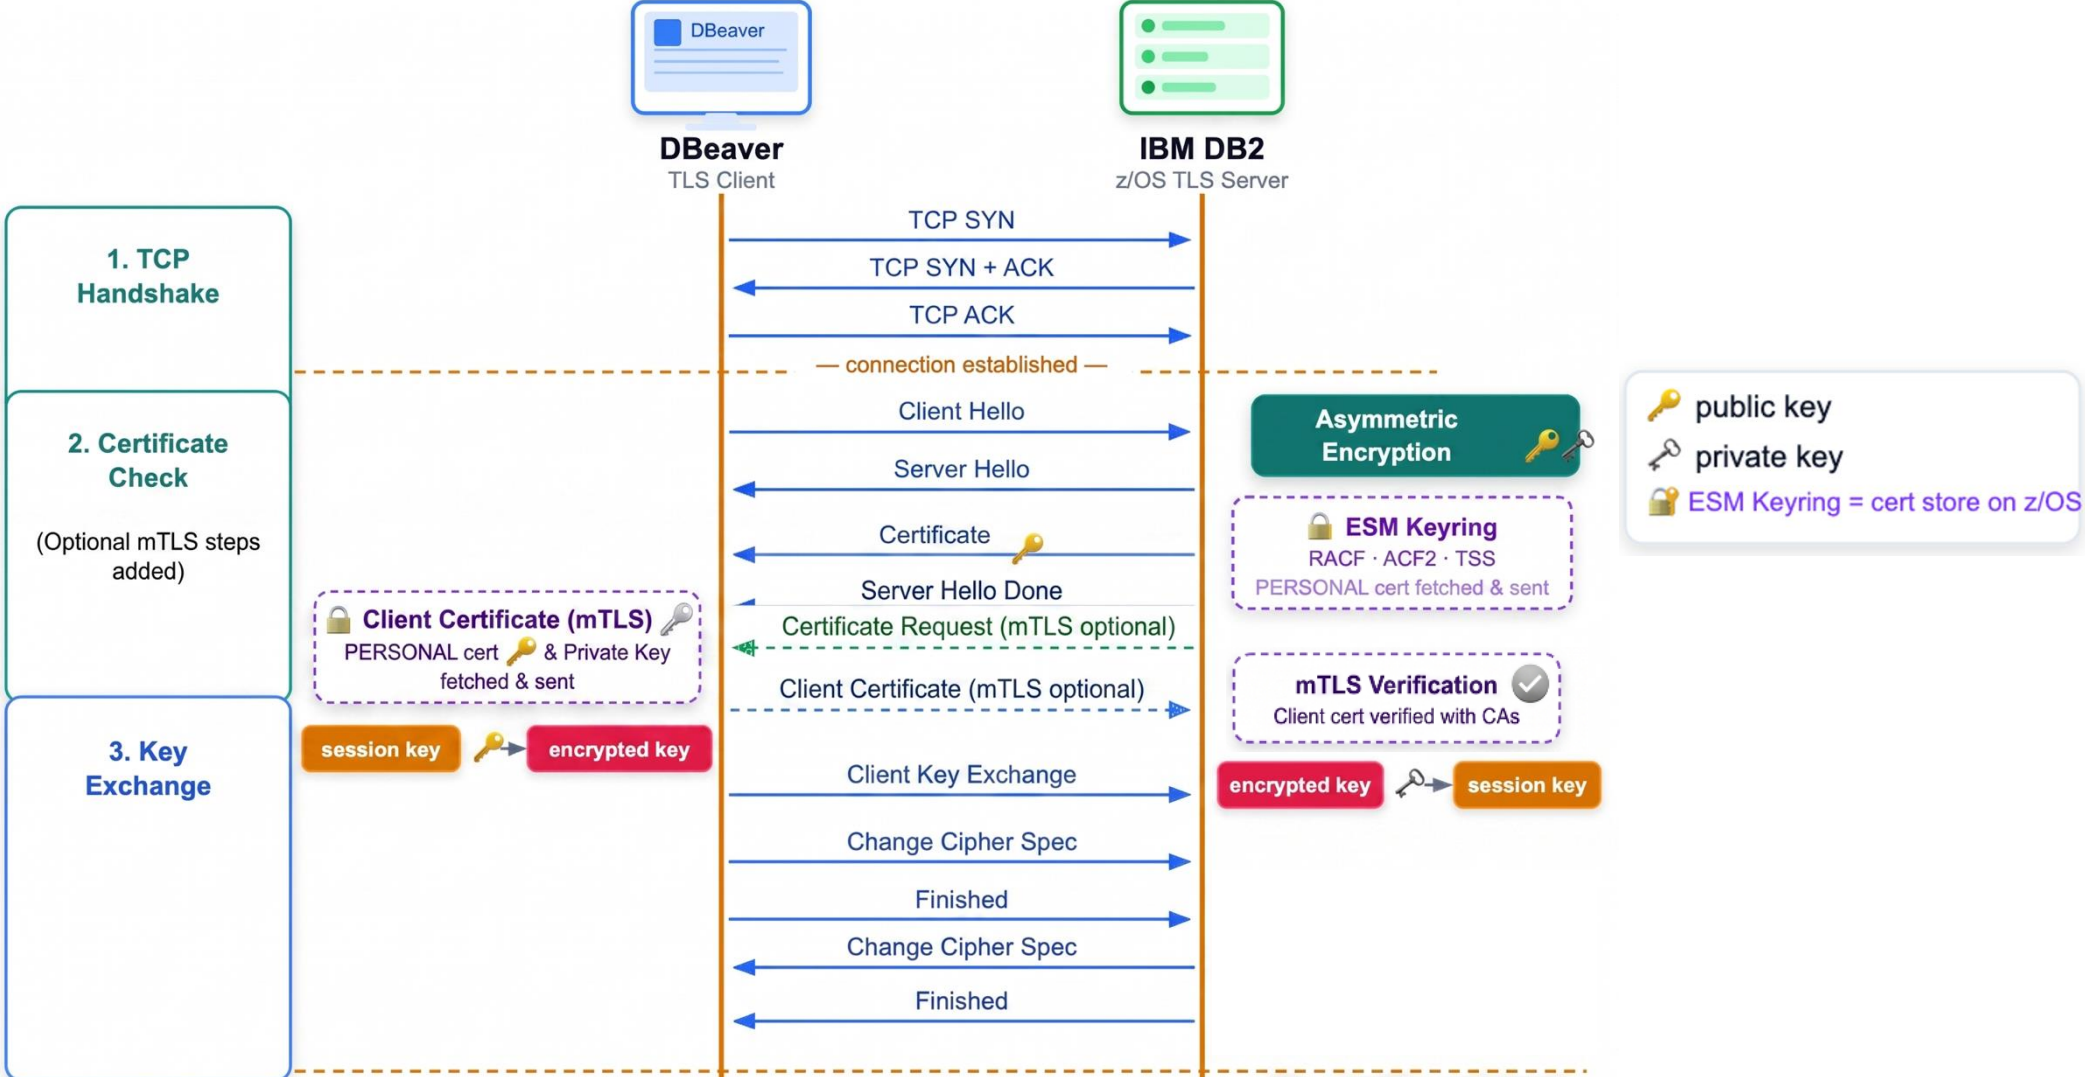 DBeaver
DBeaver
TLS Client
IBM DB2
z/OS TLS Server
1. TCP
Handshake
TCP SYN
TCP SYN + ACK
TCP ACK
— connection established —
2. Certificate
Check
(Optional mTLS steps
added)
Client Hello
Server Hello
Certificate
Server Hello Done
Certificate Request (mTLS optional)
Client Certificate (mTLS optional)
Asymmetric
Encryption
ESM Keyring
RACF · ACF2 · TSS
PERSONAL cert fetched & sent
public key
private key
ESM Keyring = cert store on z/OS
Client Certificate (mTLS)
PERSONAL cert & Private Key
fetched & sent
mTLS Verification
Client cert verified with CAs
3. Key
Exchange
session key
encrypted key
Client Key Exchange
encrypted key
session key
Change Cipher Spec
Finished
Change Cipher Spec
Finished